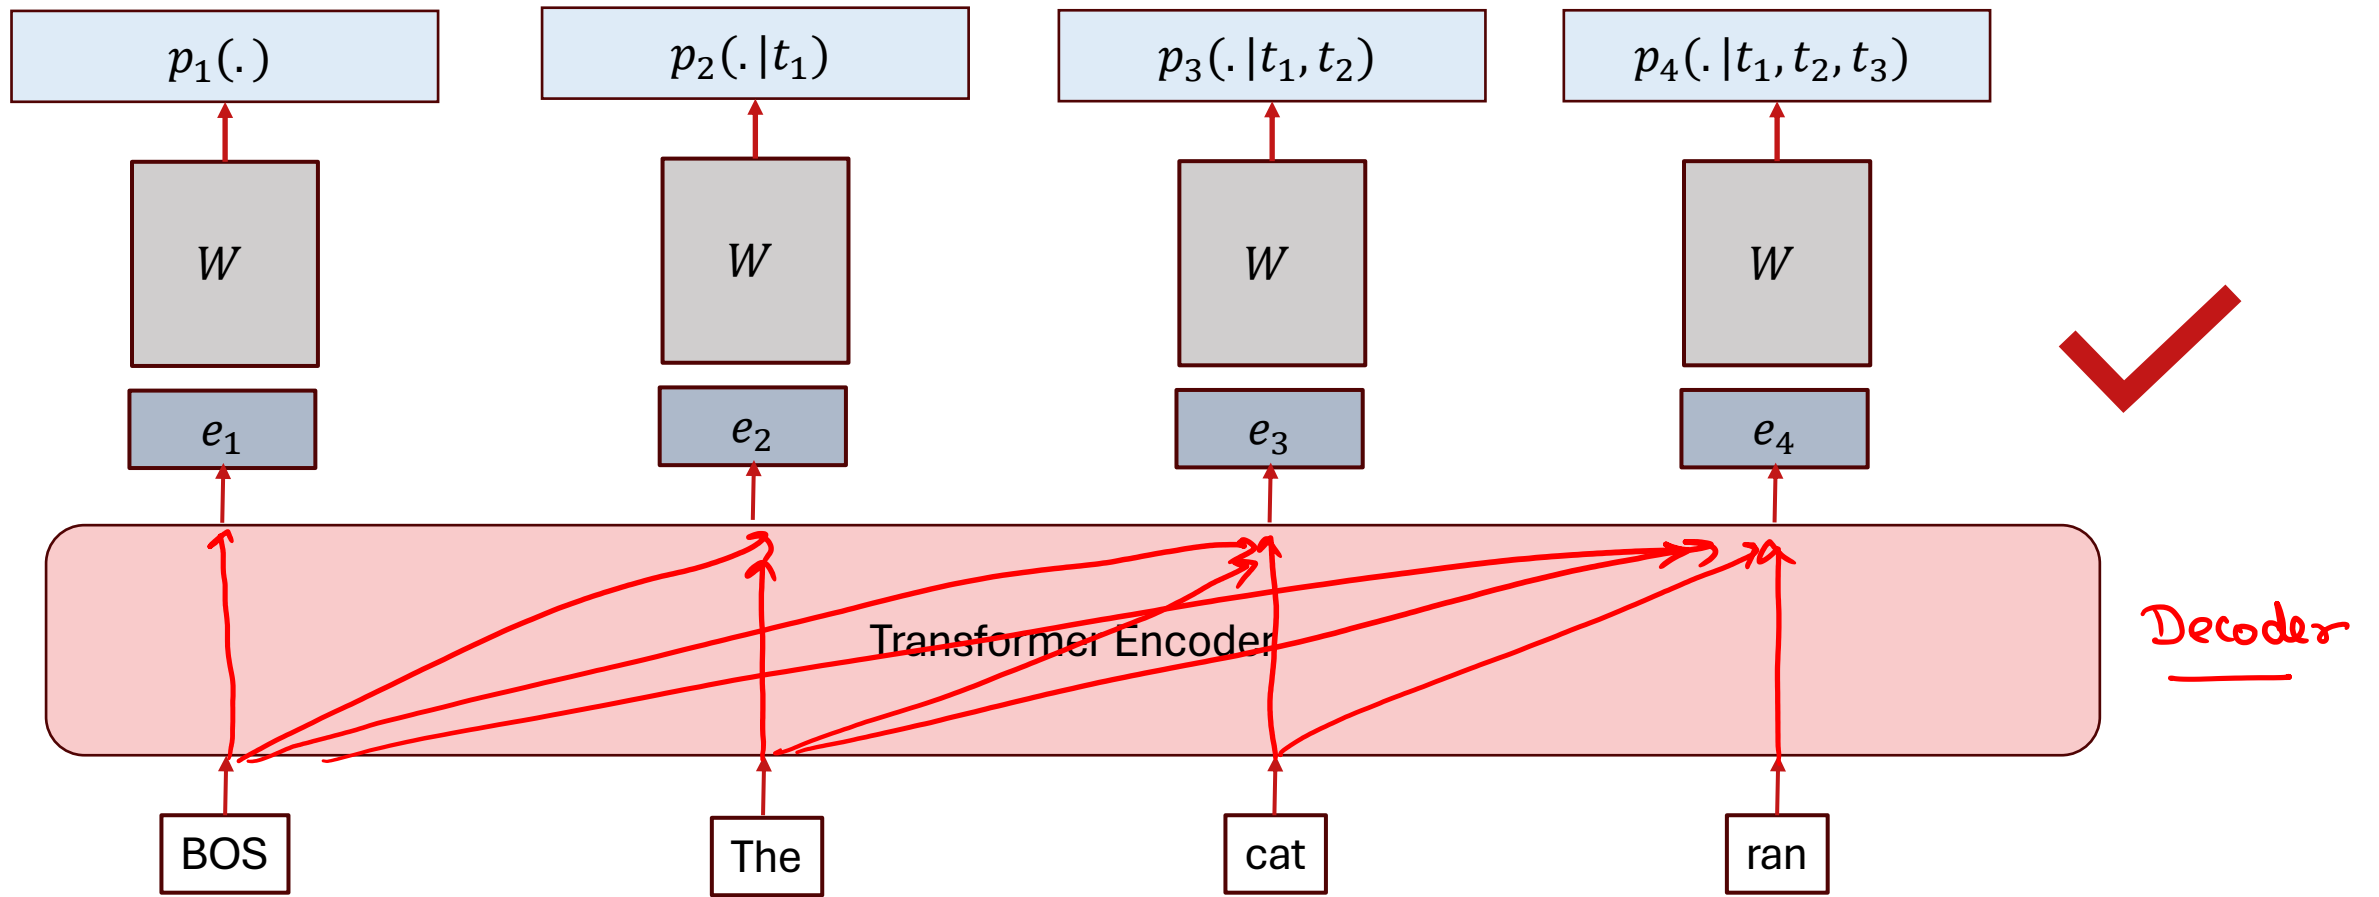 p₁(.) p₂(.|t₁) p₃(.|t₁,t₂) p₄(.|t₁,t₂,t₃)
W W W W
e₁ e₂ e₃ e₄
Transformer Encoder
Decoder
BOS The cat ran